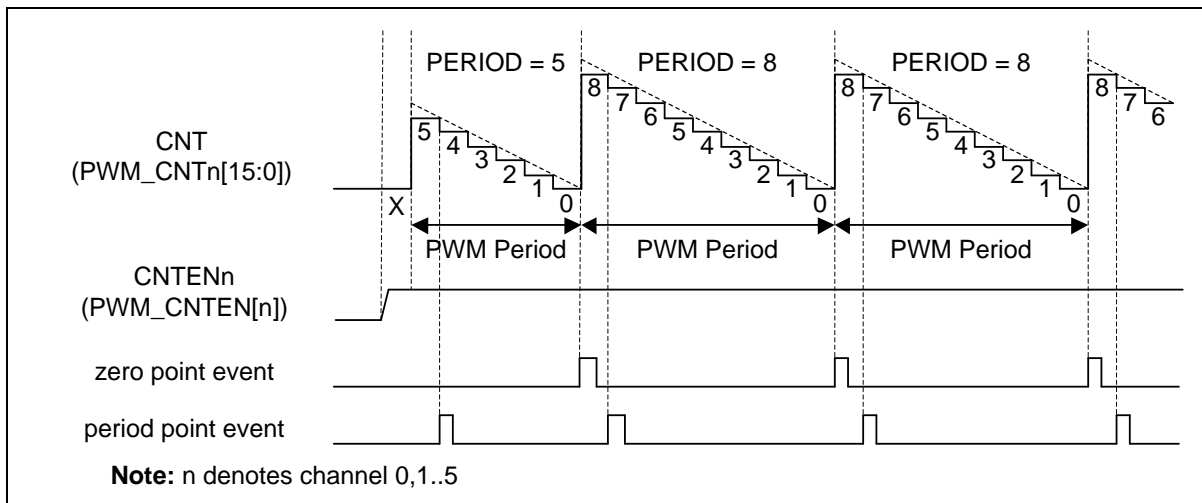 PERIOD = 5 PERIOD = 8 PERIOD = 8
CNT
(PWM_CNTn[15:0])
X 5 4 3 2 1 0 8 7 6 5 4 3 2 1 0 8 7 6 5 4 3 2 1 0 8 7 6
PWM Period PWM Period PWM Period
CNTENn
(PWM_CNTEN[n])
zero point event
period point event
Note: n denotes channel 0,1..5